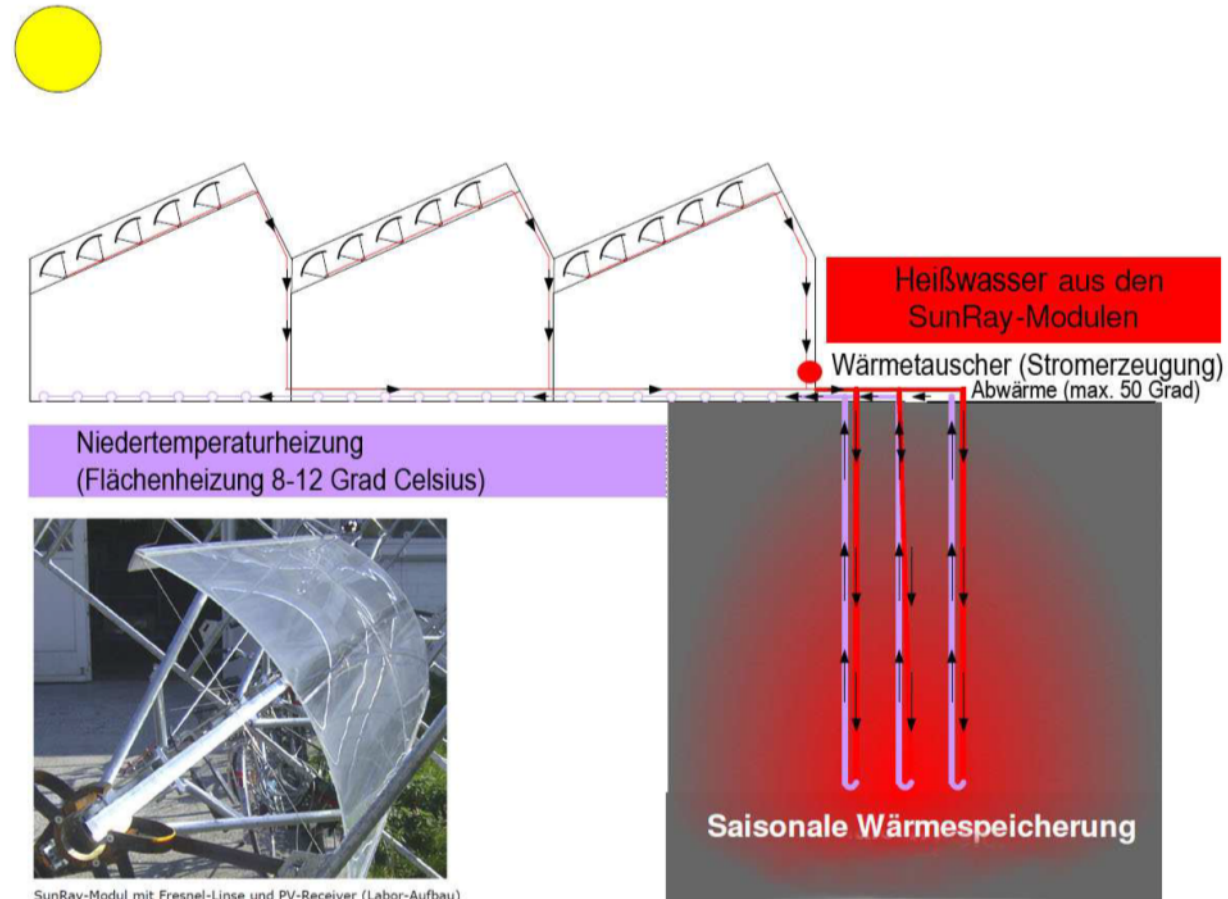 Heißwasser aus den
SunRay-Modulen
Wärmetauscher (Stromerzeugung)
Abwärme (max. 50 Grad)
Niedertemperaturheizung
(Flächenheizung 8-12 Grad Celsius)
Saisonale Wärmespeicherung
SunRay-Modul mit Fresnel-Linse und PV-Receiver (Labor-Aufbau)